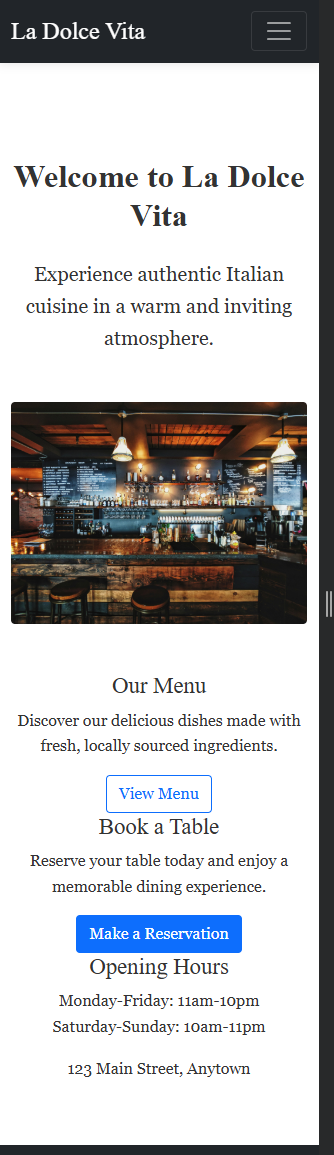 La Dolce Vita
Welcome to La Dolce
Vita
Experience authentic Italian
cuisine in a warm and inviting
atmosphere.
Our Menu
Discover our delicious dishes made with
fresh, locally sourced ingredients.
View Menu
Book a Table
Reserve your table today and enjoy a
memorable dining experience.
Make a Reservation
Opening Hours
Monday-Friday: 11am-10pm
Saturday-Sunday: 10am-11pm
123 Main Street, Anytown